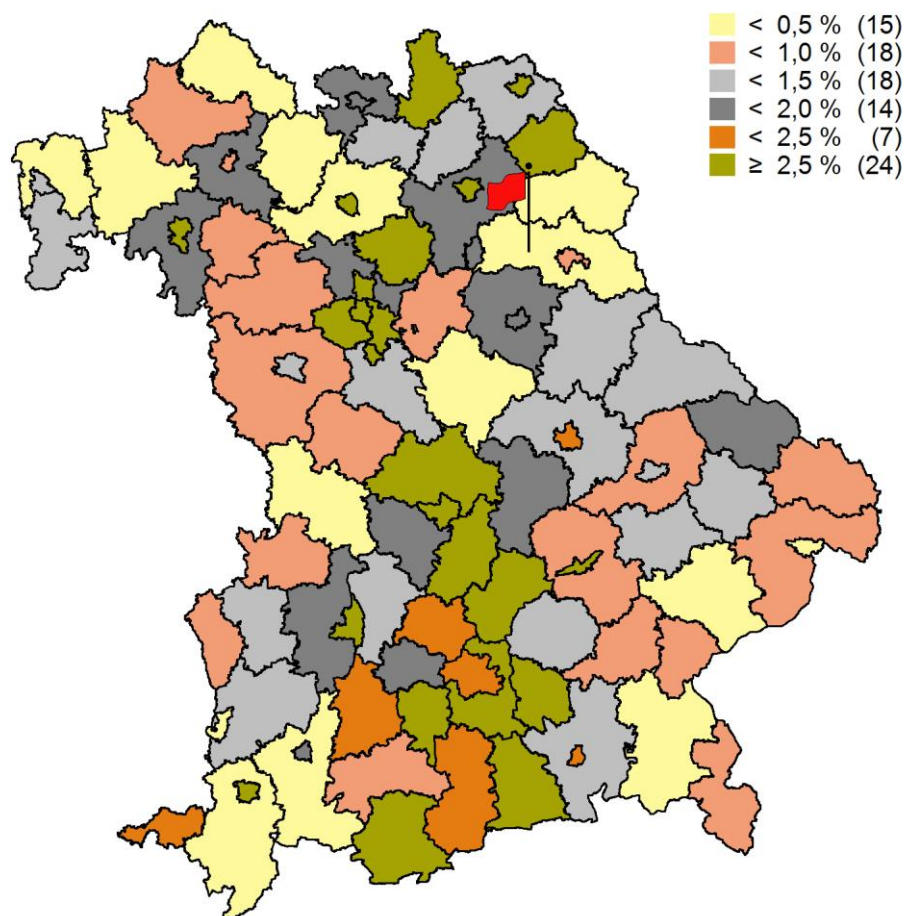 < 0,5 % (15)
< 1,0 % (18)
< 1,5 % (18)
< 2,0 % (14)
< 2,5 % (7)
≥ 2,5 % (24)